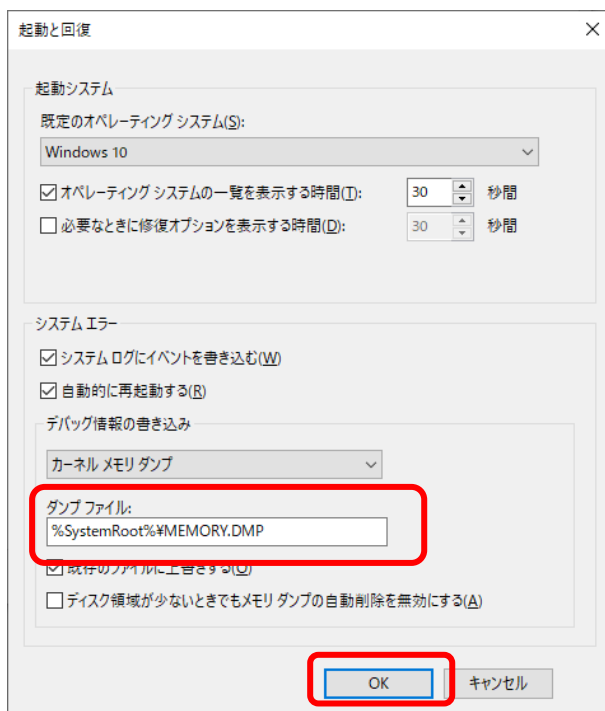 起動と回復
起動システム
既定のオペレーティング システム(S):
Windows 10
オペレーティング システムの一覧を表示する時間(T): 30 秒間
必要なときに修復オプションを表示する時間(D): 30 秒間
システム エラー
システム ログにイベントを書き込む(W)
自動的に再起動する(R)
デバッグ情報の書き込み
カーネル メモリ ダンプ
ダンプ ファイル:
%SystemRoot%¥MEMORY.DMP
既存のファイルに上書きする(O)
ディスク領域が少ないときでもメモリ ダンプの自動削除を無効にする(A)
OK キャンセル